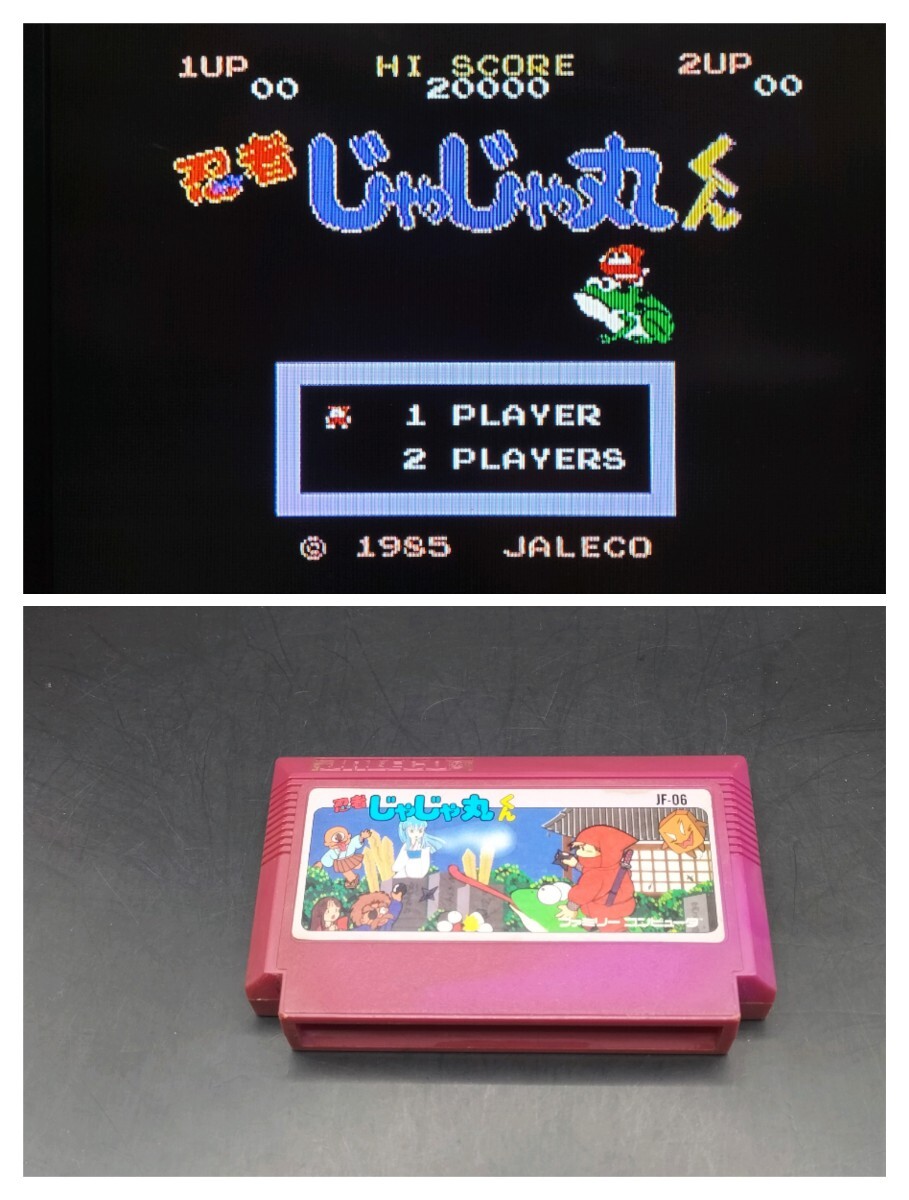 1UP HI SCORE 2UP
00 20000 00
忍者 じゃじゃ丸くん
1 PLAYER
2 PLAYERS
© 1985 JALECO
JALECO
忍者 じゃじゃ丸くん JF-06
ファミリー コンピュータ